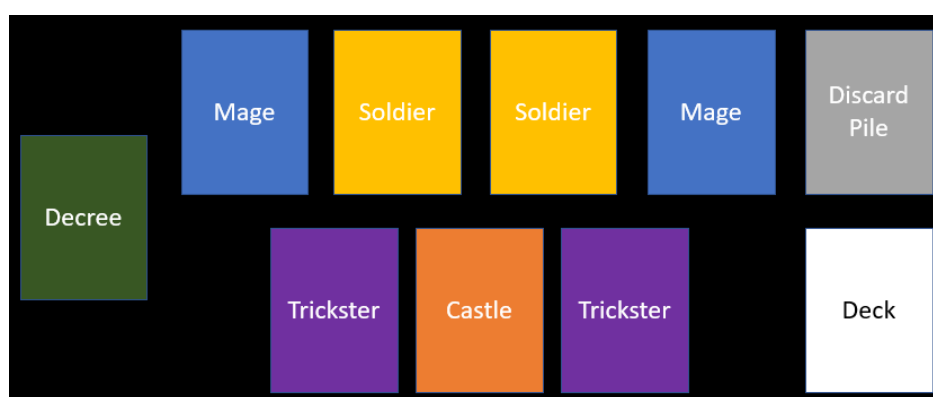 Mage
Soldier
Soldier
Mage
Discard
Pile
Decree
Trickster
Castle
Trickster
Deck